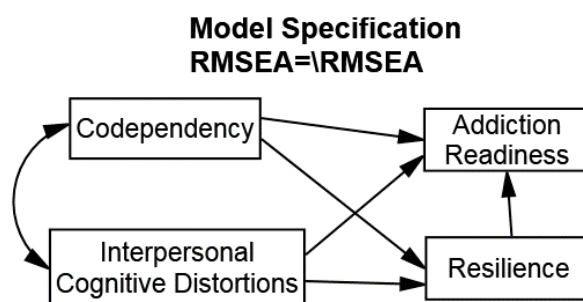 Model Specification
RMSEA=\RMSEA
Codependency
Addiction
Readiness
Interpersonal
Cognitive Distortions
Resilience